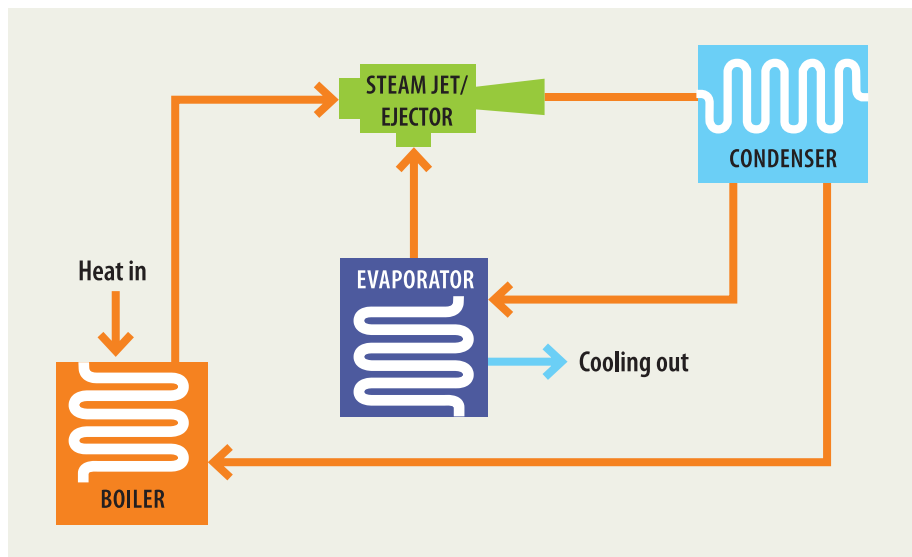 STEAM JET/
EJECTOR
CONDENSER
Heat in
EVAPORATOR
Cooling out
BOILER